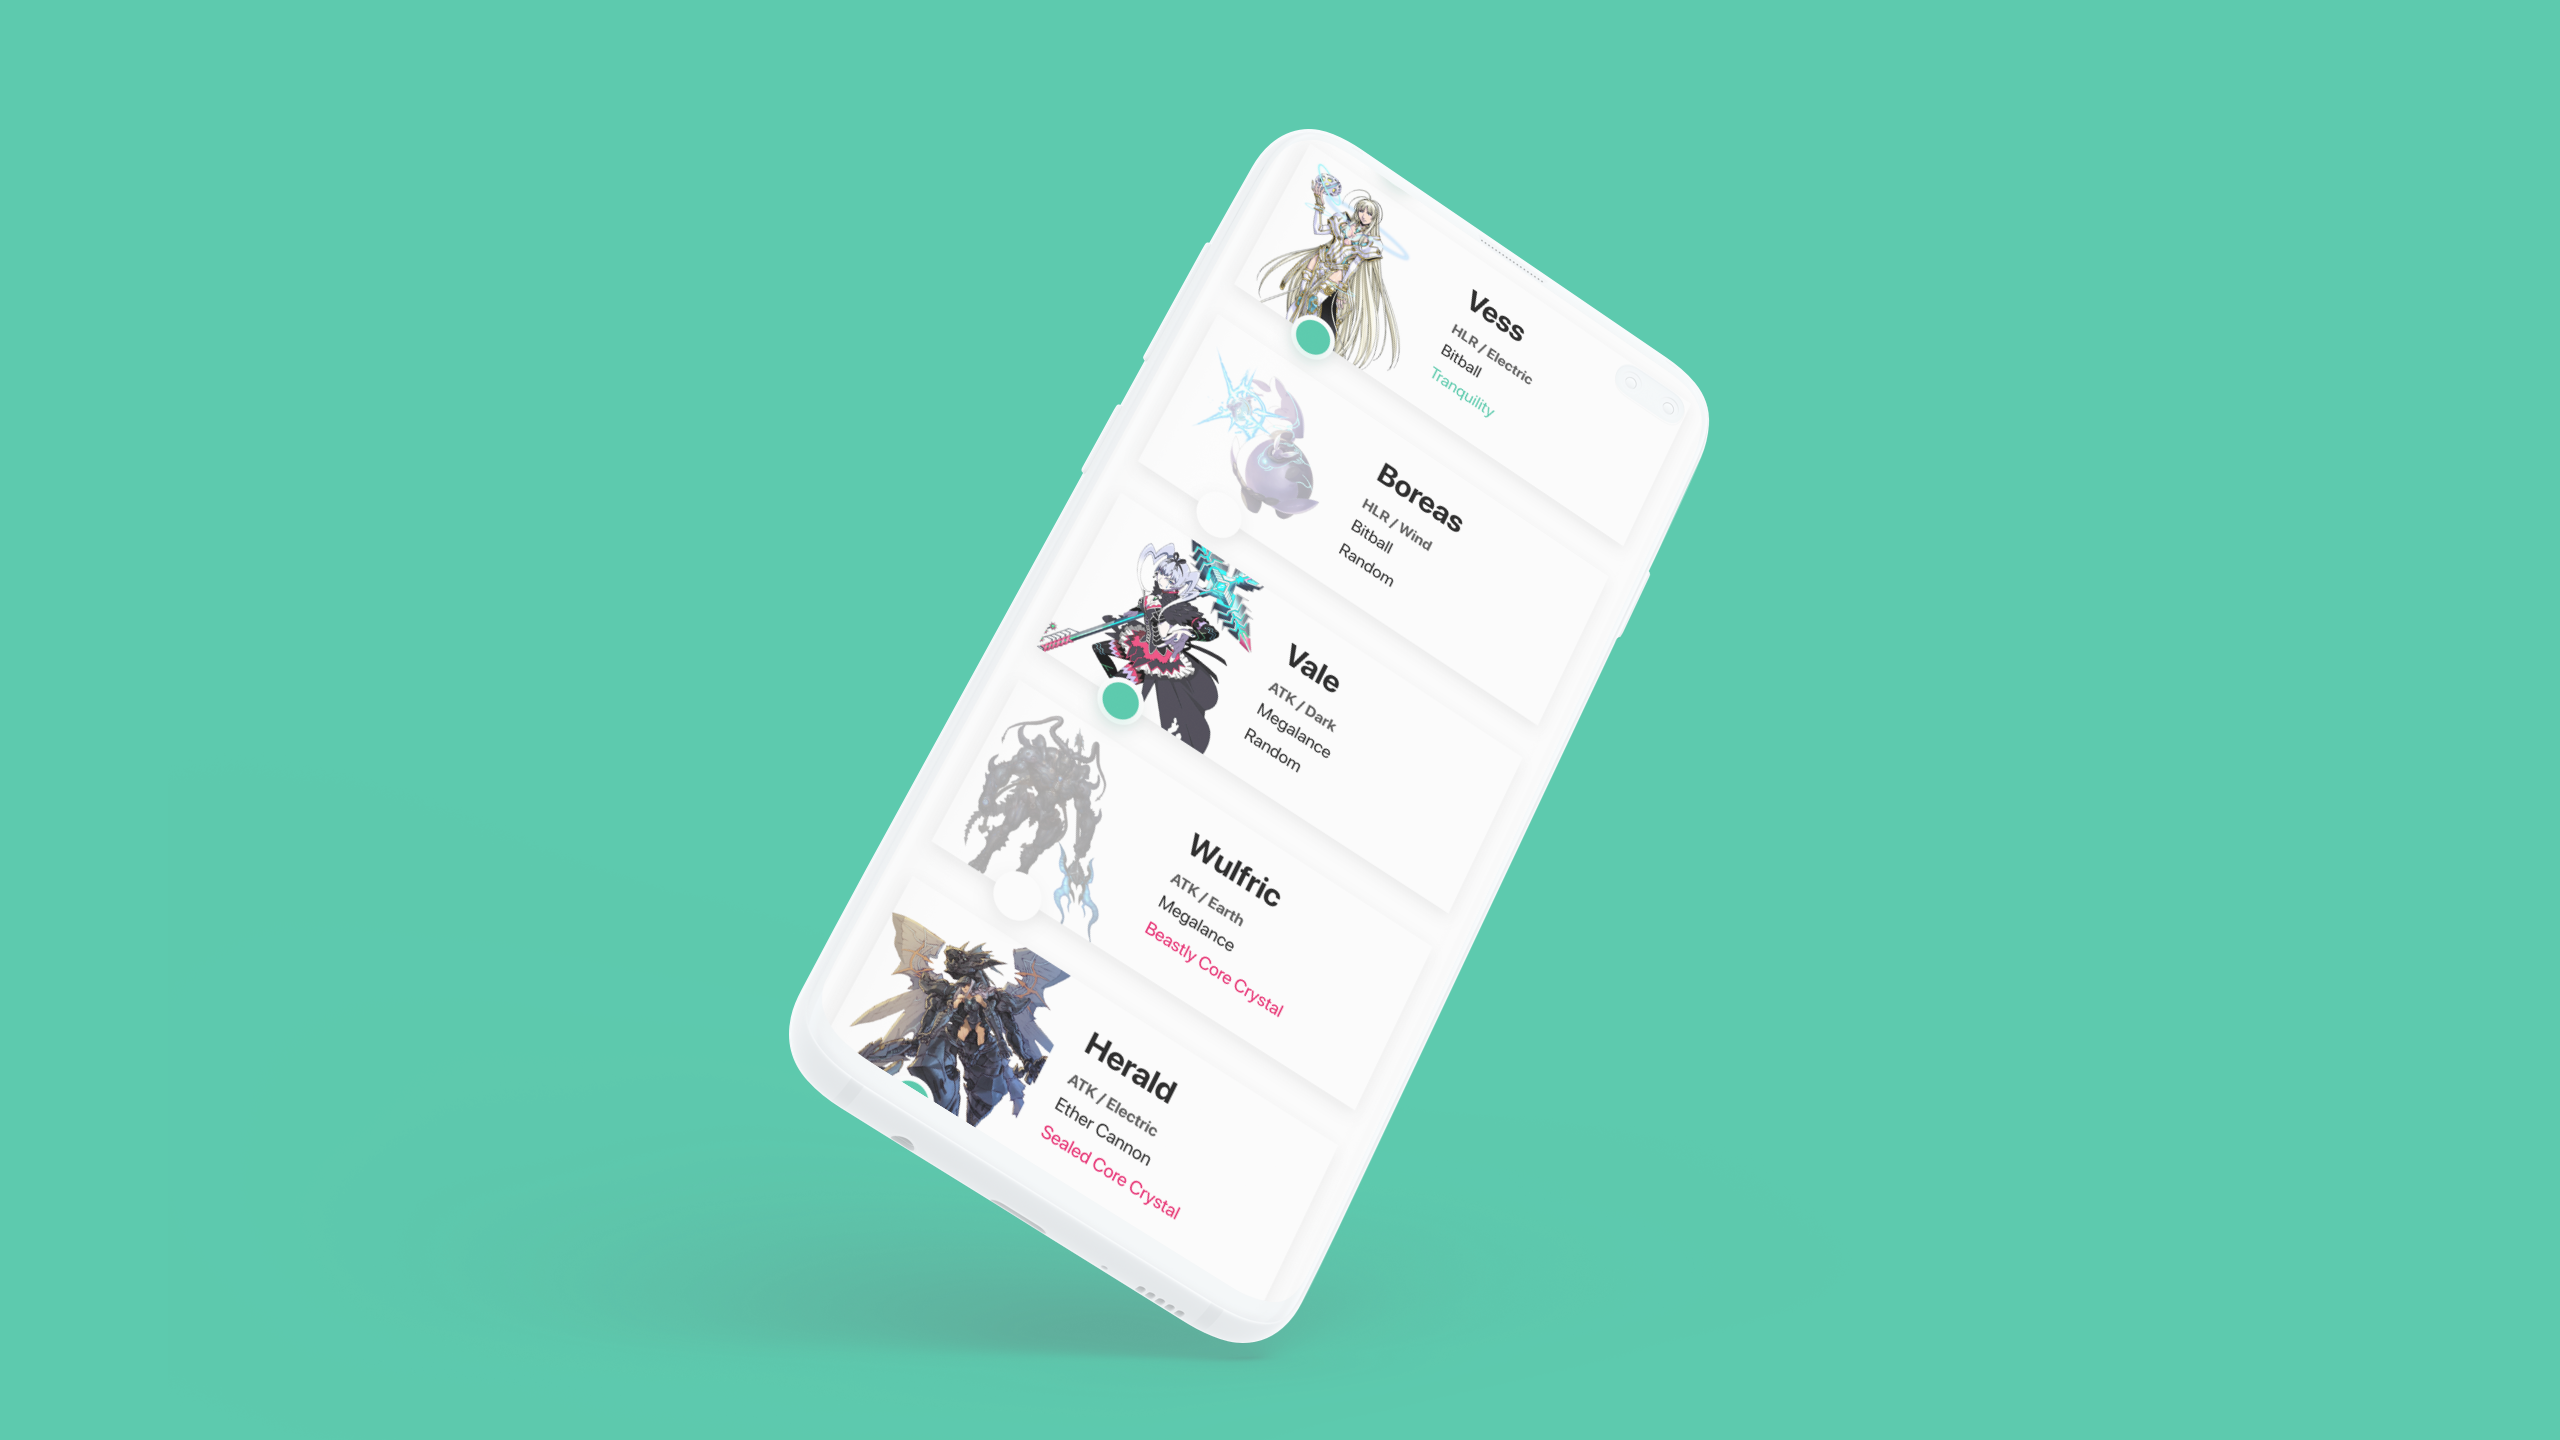 Vess
HLR / Electric
Bitball
Tranquility
Boreas
HLR / Wind
Bitball
Random
Vale
ATK / Dark
Megalance
Random
Wulfric
ATK / Earth
Megalance
Beastly Core Crystal
Herald
ATK / Electric
Ether Cannon
Sealed Core Crystal